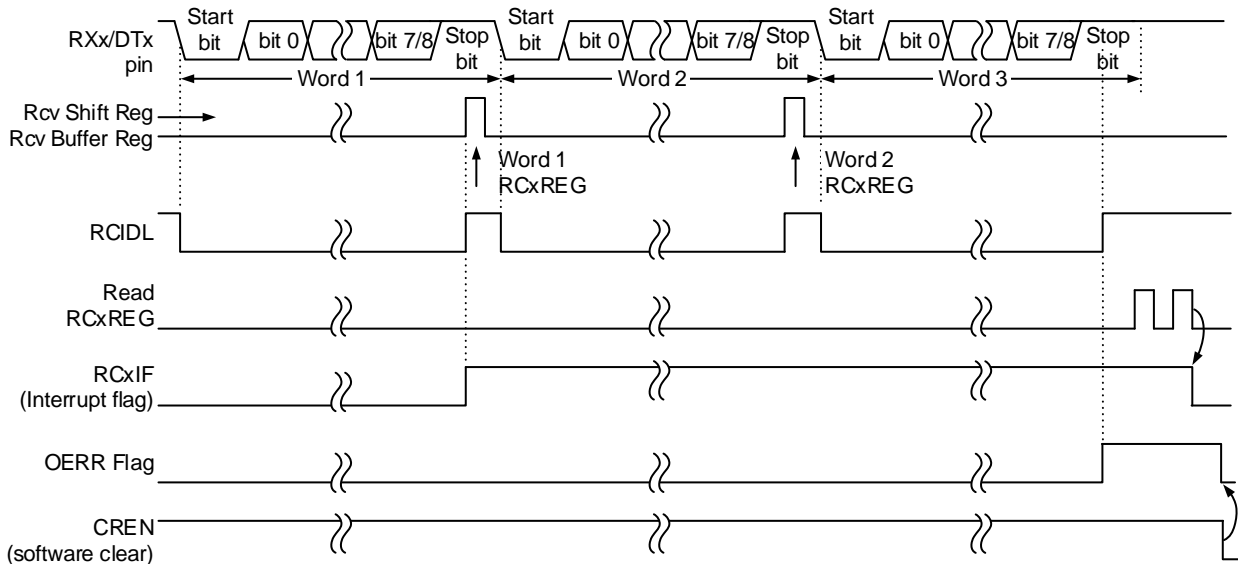 RXx/DTx
pin
Start
bit
bit 0
bit 7/8
Stop
bit
Start
bit
bit 0
bit 7/8
Stop
bit
Start
bit
bit 0
bit 7/8
Stop
bit
Word 1
Word 2
Word 3
Rcv Shift Reg
Rcv Buffer Reg
Word 1
RCxREG
Word 2
RCxREG
RCIDL
Read
RCxREG
RCxIF
(Interrupt flag)
OERR Flag
CREN
(software clear)